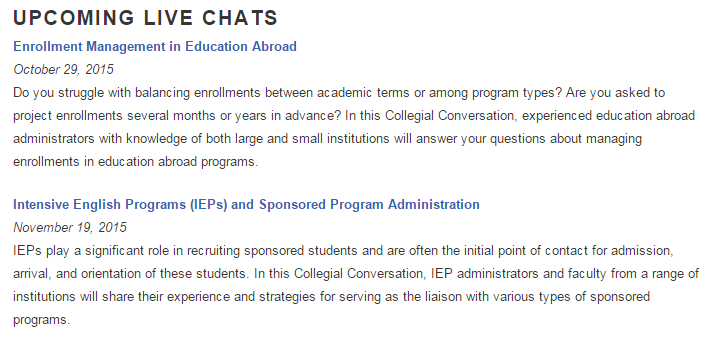 UPCOMING LIVE CHATS
Enrollment Management in Education Abroad
October 29, 2015
Do you struggle with balancing enrollments between academic terms or among program types? Are you asked to
project enrollments several months or years in advance? In this Collegial Conversation, experienced education abroad
administrators with knowledge of both large and small institutions will answer your questions about managing
enrollments in education abroad programs.
Intensive English Programs (IEPs) and Sponsored Program Administration
November 19, 2015
IEPs play a significant role in recruiting sponsored students and are often the initial point of contact for admission,
arrival, and orientation of these students. In this Collegial Conversation, IEP administrators and faculty from a range of
institutions will share their experience and strategies for serving as the liaison with various types of sponsored
programs.